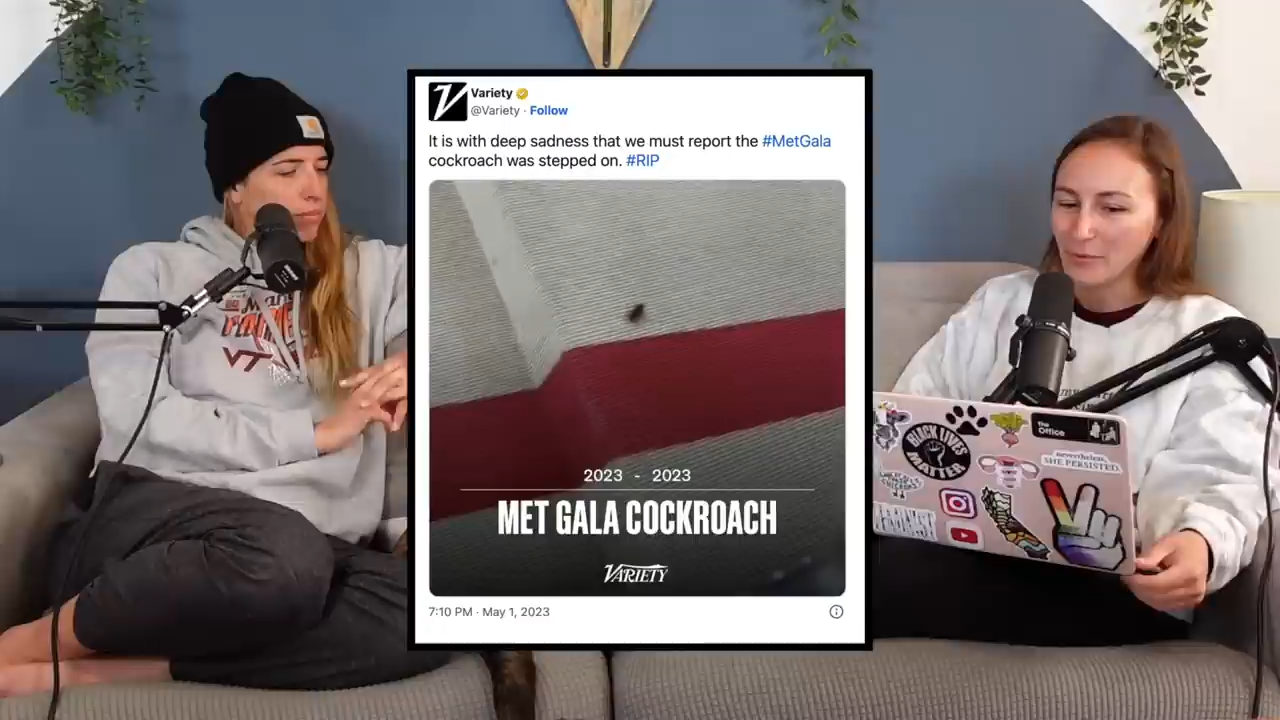 Variety
@Variety · Follow
It is with deep sadness that we must report the #MetGala
cockroach was stepped on. #RIP
2023 - 2023
MET GALA COCKROACH
VARIETY
7:10 PM · May 1, 2023
VT
BLACK LIVES
MATTER
The
Office
nevertheless,
SHE PERSISTED.